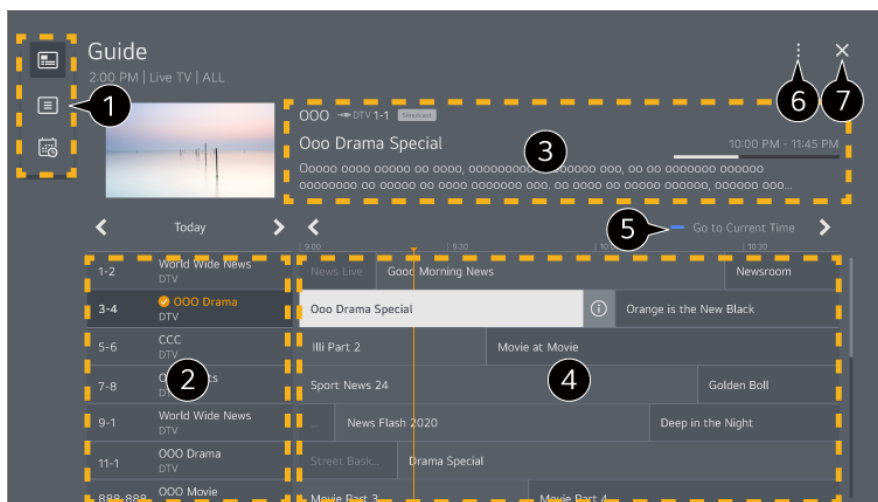 Guide
2:00 PM | Live TV | ALL
1
6
7
OOO DTV 1-1 Simulcast
Ooo Drama Special
10:00 PM - 11:45 PM
3
Today
5
Go to Current Time
9:00
9:30
10:30
1-2
World Wide News
DTV
News Live
Good Morning News
Newsroom
3-4
OOO Drama
DTV
Ooo Drama Special
Orange is the New Black
5-6
CCC
DTV
Illi Part 2
Movie at Movie
7-8
2
Sport News 24
4
Golden Boll
9-1
World Wide News
DTV
...
News Flash 2020
Deep in the Night
11-1
OOO Drama
DTV
Street Bask...
Drama Special
888-888
OOO Movie
Movie Part 3
Movie Part 4